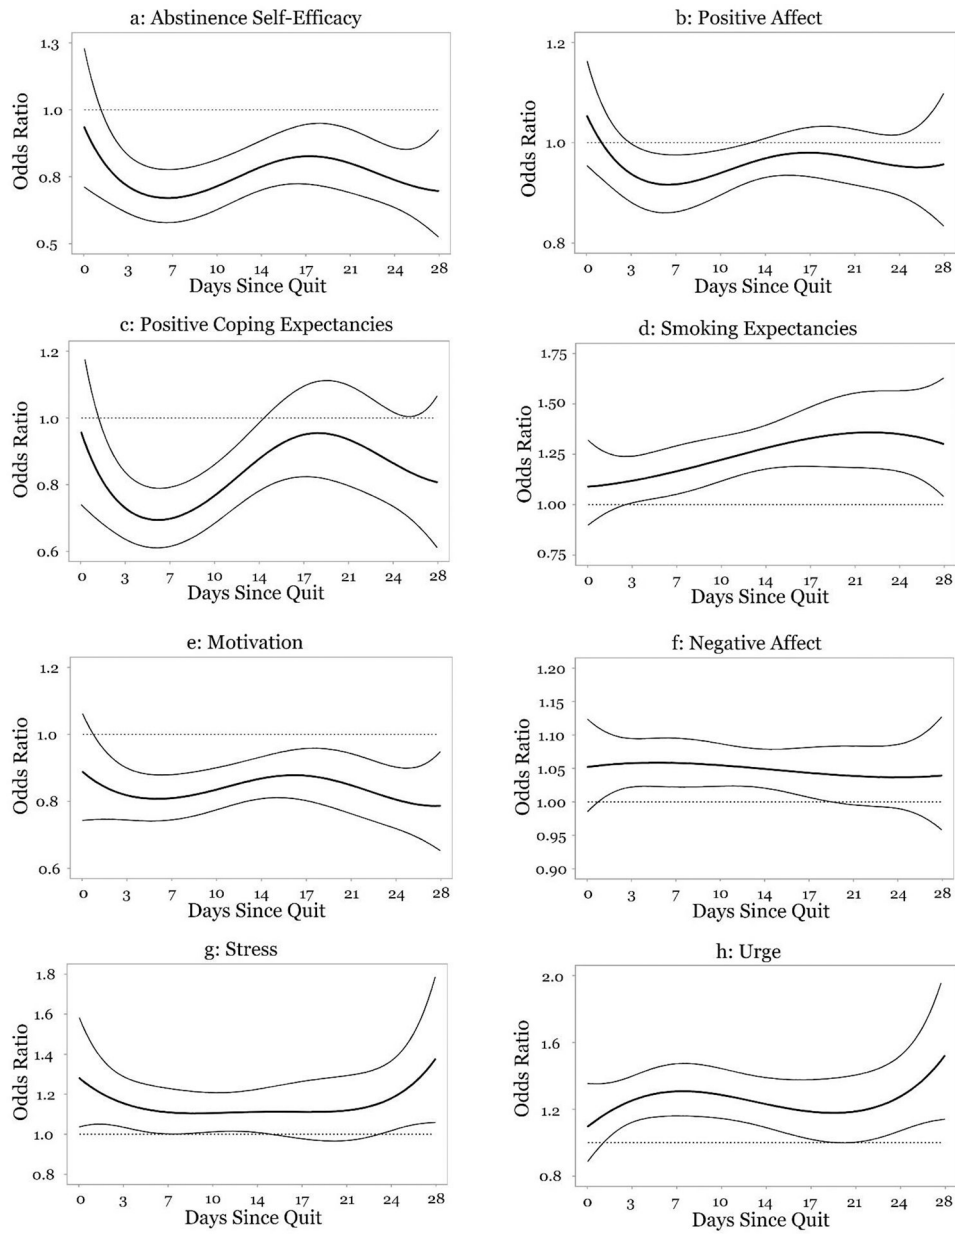 a: Abstinence Self-Efficacy
Odds Ratio
1.3
1.0
0.8
0.5
0 3 7 10 14 17 21 24 28
Days Since Quit
b: Positive Affect
Odds Ratio
1.2
1.0
0.8
0 3 7 10 14 17 21 24 28
Days Since Quit
c: Positive Coping Expectancies
Odds Ratio
1.2
1.0
0.8
0.6
0 3 7 10 14 17 21 24 28
Days Since Quit
d: Smoking Expectancies
Odds Ratio
1.75
1.50
1.25
1.00
0.75
0 3 7 10 14 17 21 24 28
Days Since Quit
e: Motivation
Odds Ratio
1.2
1.0
0.8
0.6
0 3 7 10 14 17 21 24 28
Days Since Quit
f: Negative Affect
Odds Ratio
1.20
1.15
1.10
1.05
1.00
0.95
0.90
0 3 7 10 14 17 21 24 28
Days Since Quit
g: Stress
Odds Ratio
1.8
1.6
1.4
1.2
1.0
0.8
0 3 7 10 14 17 21 24 28
Days Since Quit
h: Urge
Odds Ratio
2.0
1.6
1.2
0.8
0 3 7 10 14 17 21 24 28
Days Since Quit